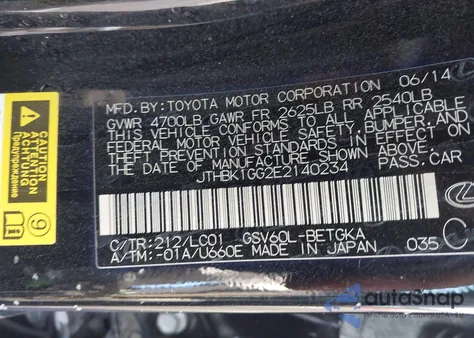 MFD. BY: TOYOTA MOTOR CORPORATION 06/14
GVWR 4700LB GAWR FR 2625LB RR 2540LB
THIS VEHICLE CONFORMS TO ALL APPLICABLE
FEDERAL MOTOR VEHICLE SAFETY, BUMPER, AND
THEFT PREVENTION STANDARDS IN EFFECT ON
THE DATE OF MANUFACTURE SHOWN ABOVE.
JTHBK1GG2E2140234 PASS. CAR
C/TR: 212/LC01 GSV60L-BETGKA
A/TM: -01A/U660E MADE IN JAPAN 035
C
9
autoSnap